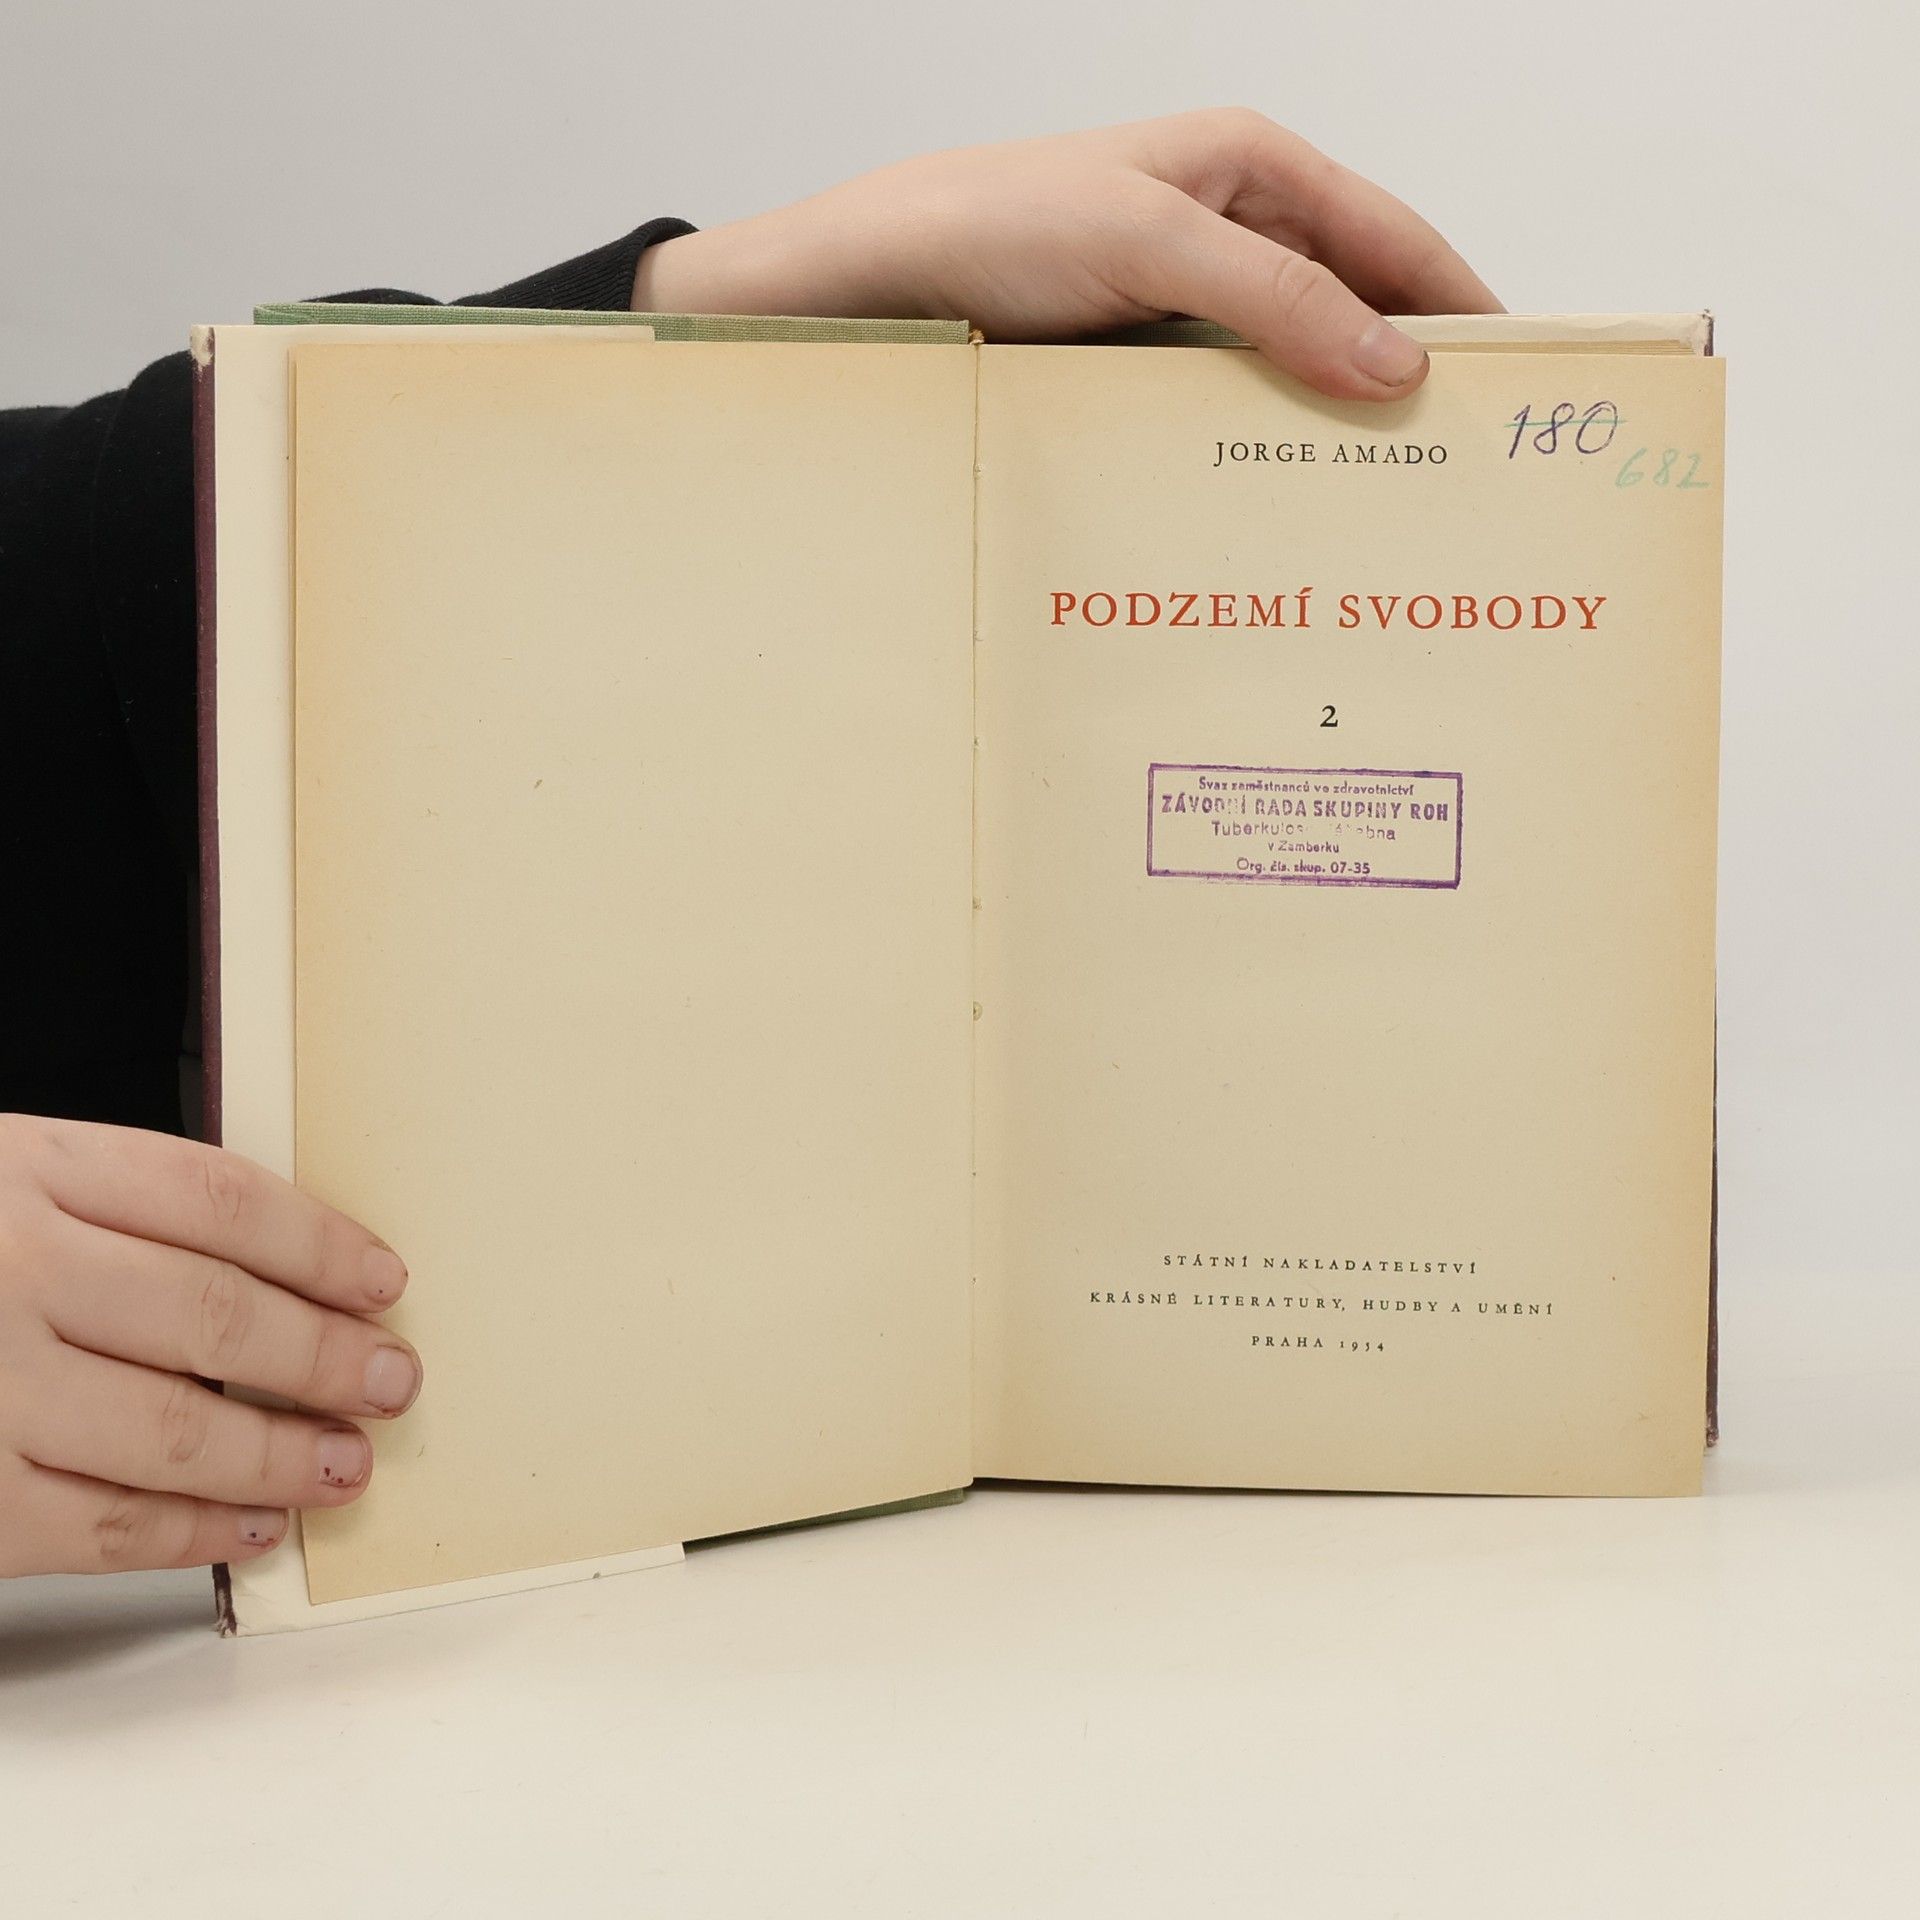 180
JORGE AMADO
682
PODZEMÍ SVOBODY
2
Svaz zaměstnanců ve zdravotnictví
ZÁVODNÍ RADA SKUPINY ROH
v Žamberku
Org. čís. skup. 07-35
STÁTNÍ NAKLADATELSTVÍ
KRÁSNÉ LITERATURY, HUDBY A UMĚNÍ
PRAHA 1954